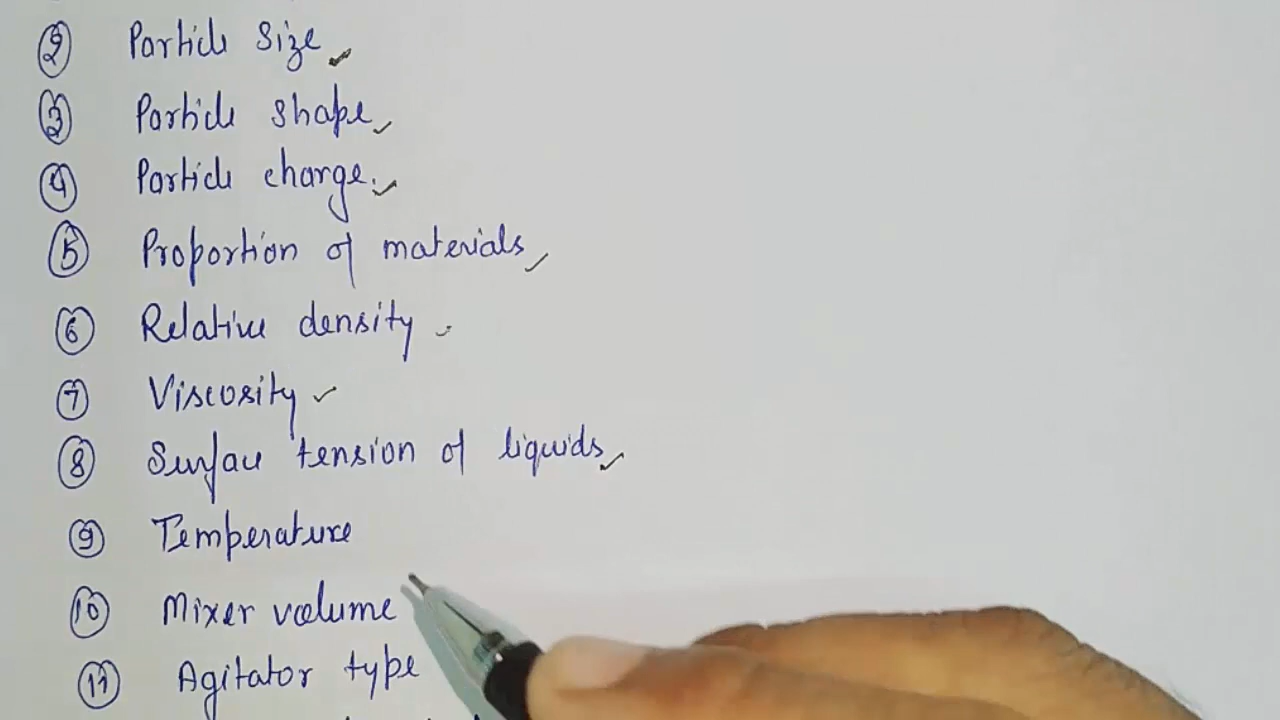 2 Particle Size
3 Particle shape
4 Particle charge.
5 Proportion of materials
6 Relative density
7 Viscosity
8 Surface tension of liquids
9 Temperature
10 Mixer volume
11 Agitator type